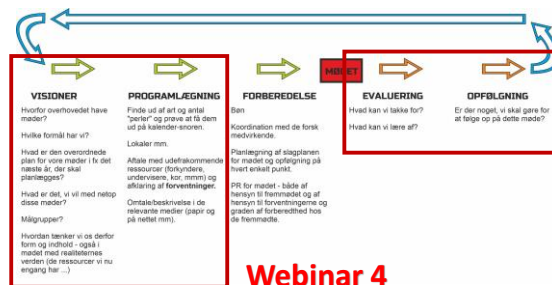 MØDET
VISIONER
Hvorfor overhovedet have
møder?
Hvilke formål har vi?
Hvad er den overordnede
plan for vore møder i fx det
næste år, der skal
planlægges?
Hvad er det, vi vil med netop
disse møder?
Målgrupper?
Hvordan tænker vi os derfor
form og indhold - også i
mødet med realiteternes
verden (de ressourcer vi nu
engang har ...)
PROGRAMLÆGNING
Finde ud af art og antal
"perler" og prøve at få dem
ud på kalender-snoren.
Lokaler mm.
Aftale med udefrakommende
ressourcer (forkyndere,
undervisere, kor, mmm) og
afklaring af forventninger.
Omtale/beskrivelse i de
relevante medier (papir og
på nettet mm).
FORBEREDELSE
Bøn
Koordination med de forsk
medvirkende.
Planlægning af slagplanen
for mødet og opfølgning på
hvert enkelt punkt.
PR for mødet - både af
hensyn til fremmødet og af
hensyn til forventningerne og
graden af forberedthed hos
de fremmødte.
EVALUERING
Hvad kan vi takke for?
Hvad kan vi lære af?
OPFØLGNING
Er der noget, vi skal gøre for
at følge op på dette møde?
Webinar 4